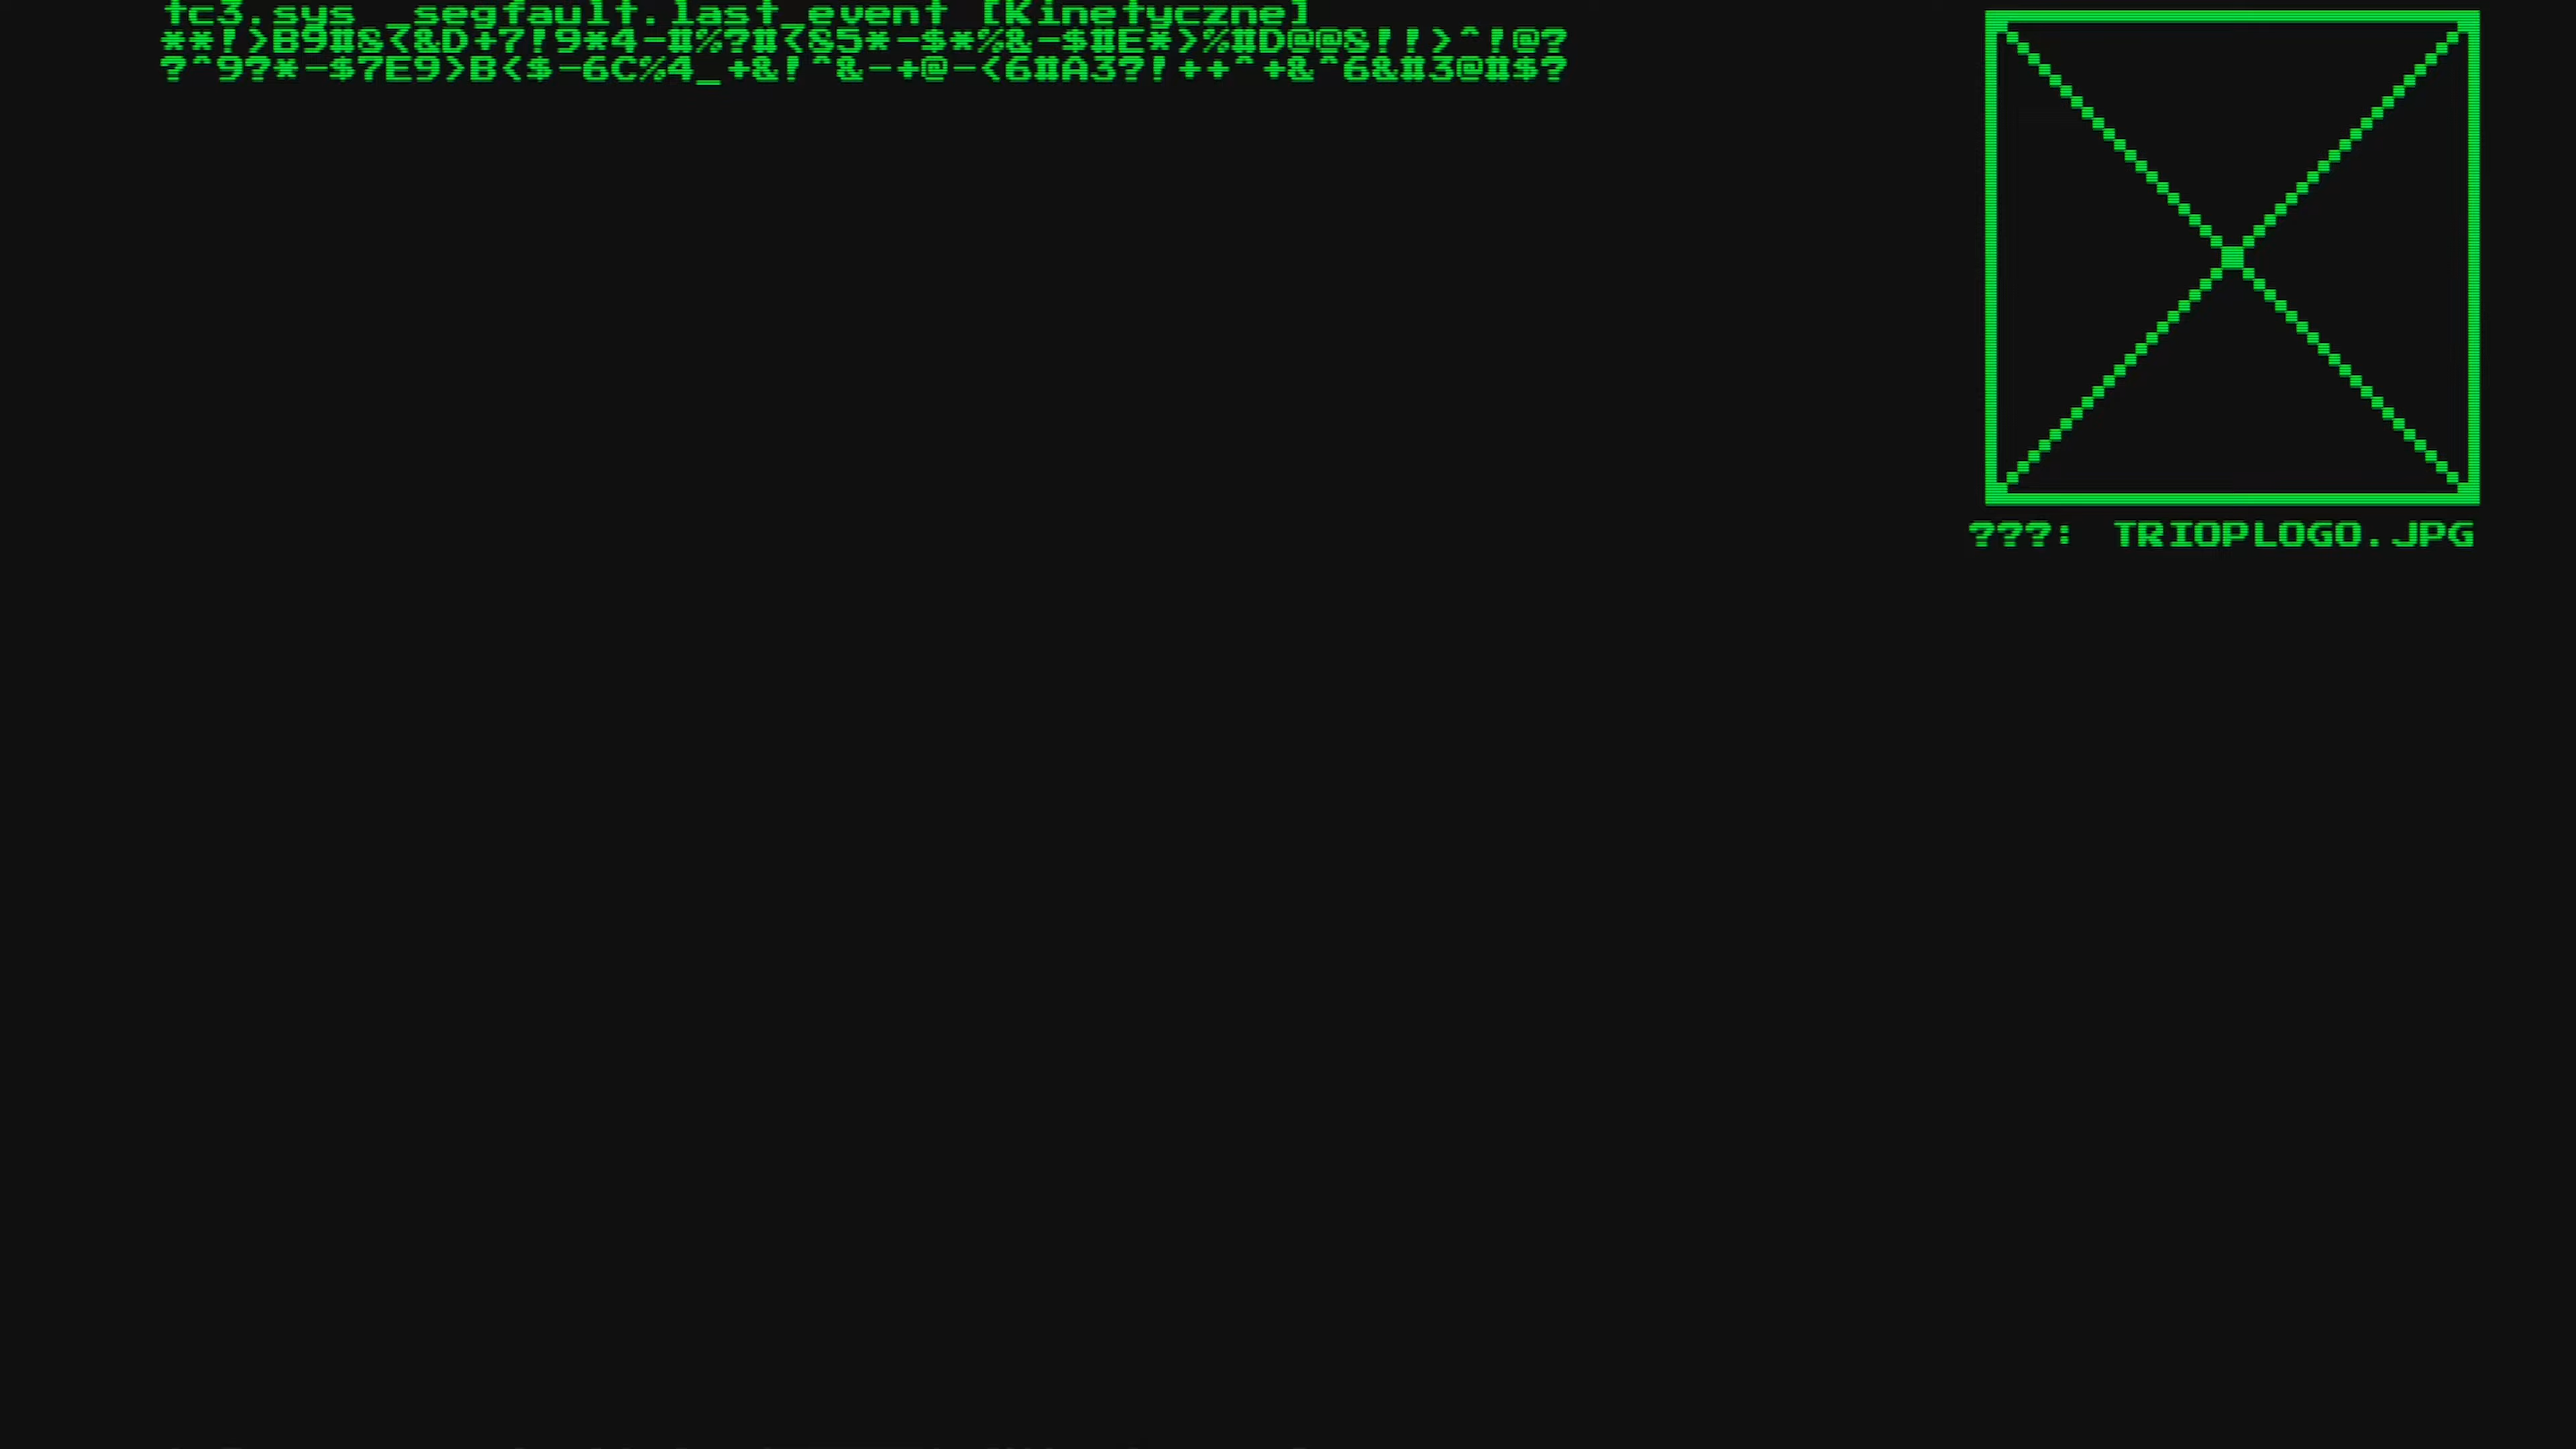 tc3.sys _segfault.last_event [Kinetyczne]
**!>B9#&<&D+7!9*4-#%?#<&5*-$*%&-$#E*>%#D@@&!!>^!@?
?^9?*-$7E9>B<$-6C%4_+&!^&-+@-<6#A3?!++^+&^6&#3@#$?
???: TRIOPLOGO.JPG